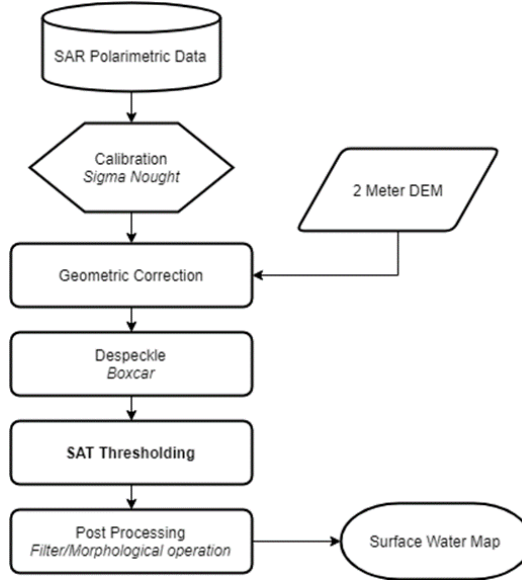 SAR Polarimetric Data
Calibration
Sigma Nought
2 Meter DEM
Geometric Correction
Despeckle
Boxcar
SAT Thresholding
Post Processing
Filter/Morphological operation
Surface Water Map